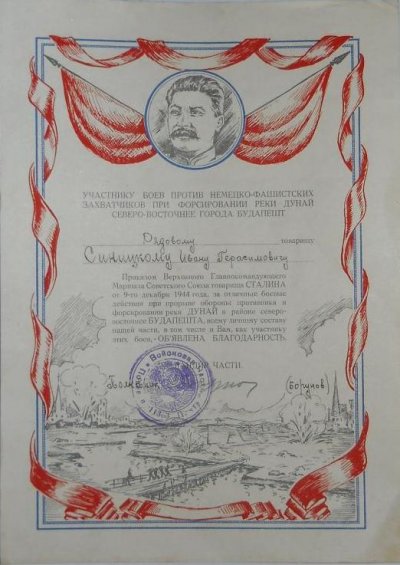 УЧАСТНИКУ БОЕВ ПРОТИВ НЕМЕЦКО-ФАШИСТСКИХ
ЗАХВАТЧИКОВ ПРИ ФОРСИРОВАНИИ РЕКИ ДУНАЙ
СЕВЕРО-ВОСТОЧНЕЕ ГОРОДА БУДАПЕШТ
Рядовому товарищу
Синицкому Ивану Герасимовичу
Приказом Верховного Главнокомандующего
Маршала Советского Союза товарища СТАЛИНА
от 9-го декабря 1944 года, за отличные боевые
действия при прорыве обороны противника и
форсировании реки ДУНАЙ в районе северо-
восточнее БУДАПЕШТА, всему личному составу
нашей части, в том числе и Вам, как участнику
этих боев, ОБ'ЯВЛЕНА БЛАГОДАРНОСТЬ.
ЧАСТИ.